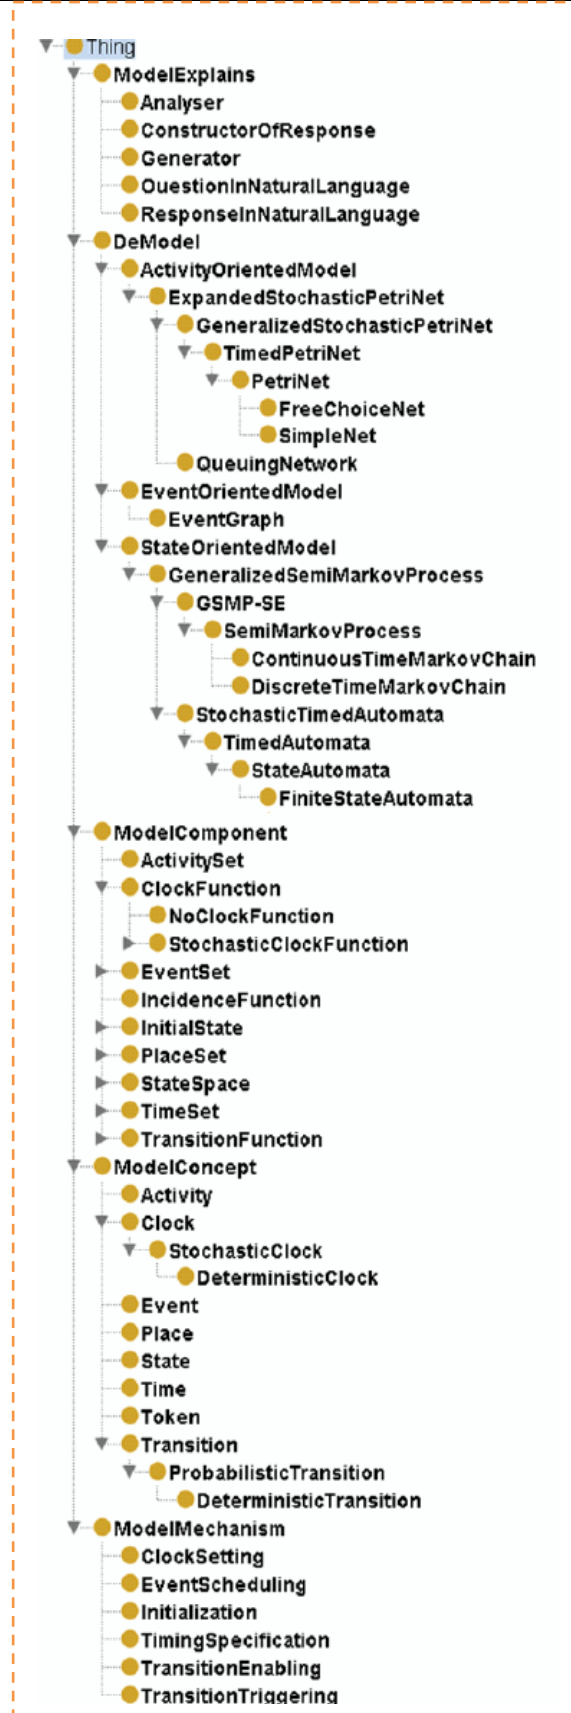 Thing
ModelExplains
Analyser
ConstructorOfResponse
Generator
OuestionInNaturalLanguage
ResponseInNaturalLanguage
DeModel
ActivityOrientedModel
ExpandedStochasticPetriNet
GeneralizedStochasticPetriNet
TimedPetriNet
PetriNet
FreeChoiceNet
SimpleNet
QueuingNetwork
EventOrientedModel
EventGraph
StateOrientedModel
GeneralizedSemiMarkovProcess
GSMP-SE
SemiMarkovProcess
ContinuousTimeMarkovChain
DiscreteTimeMarkovChain
StochasticTimedAutomata
TimedAutomata
StateAutomata
FiniteStateAutomata
ModelComponent
ActivitySet
ClockFunction
NoClockFunction
StochasticClockFunction
EventSet
IncidenceFunction
InitialState
PlaceSet
StateSpace
TimeSet
TransitionFunction
ModelConcept
Activity
Clock
StochasticClock
DeterministicClock
Event
Place
State
Time
Token
Transition
ProbabilisticTransition
DeterministicTransition
ModelMechanism
ClockSetting
EventScheduling
Initialization
TimingSpecification
TransitionEnabling
TransitionTriggering